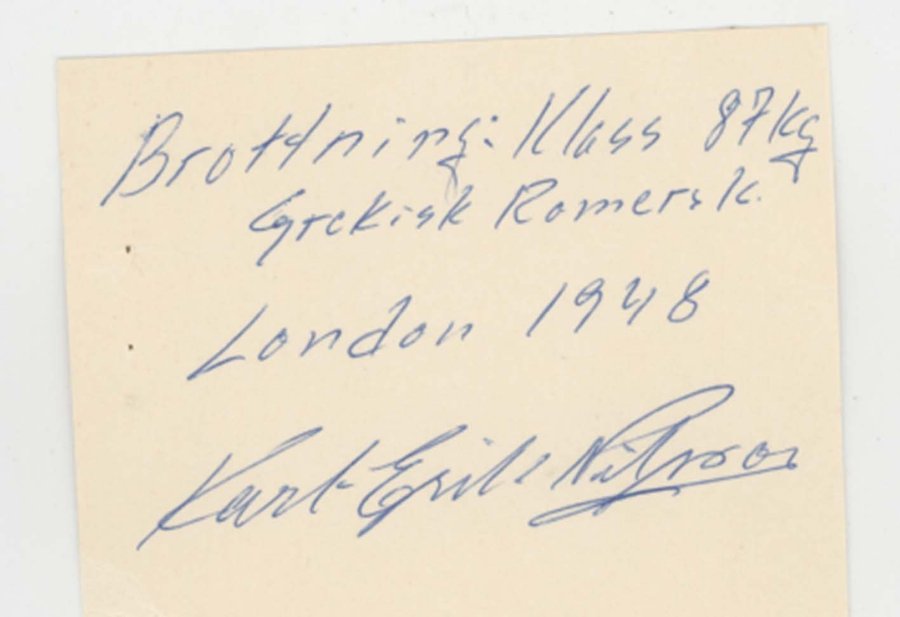 Brottning: Klass 87kg
Grekisk Romersk.
London 1948
Karl-Erik Nilsson